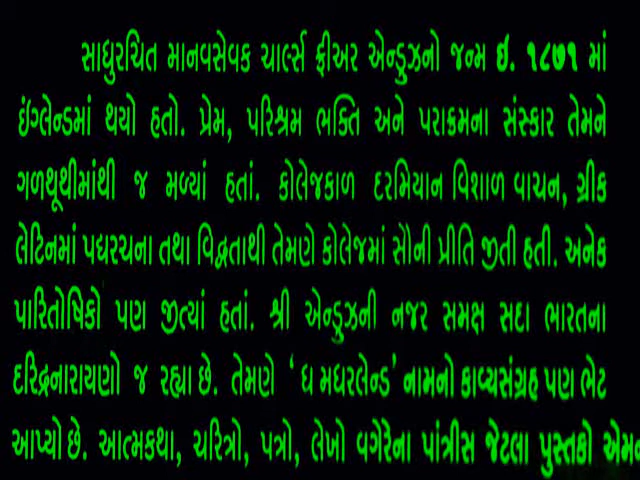 સાધુરચિત માનવસેવક ચાર્લ્સ ફ્રીઅર એન્ડ્રુઝનો જન્મ ઇ. ૧૮૭૧ માં
ઈંગ્લેન્ડમાં થયો હતો. પ્રેમ, પરિશ્રમ ભક્તિ અને પરાક્રમના સંસ્કાર તેમને
ગળથૂથીમાંથી જ મળ્યાં હતાં. કોલેજકાળ દરમિયાન વિશાળ વાચન, ગ્રીક
લેટિનમાં પદ્યરચના તથા વિદ્વતાથી તેમણે કોલેજમાં સૌની પ્રીતિ જીતી હતી. અનેક
પારિતોષિકો પણ જીત્યાં હતાં. શ્રી એન્ડ્રુઝની નજર સમક્ષ સદા ભારતના
દરિદ્રનારાયણો જ રહ્યા છે. તેમણે ‘ ધ મધરલેન્ડ’ નામનો કાવ્યસંગ્રહ પણ ભેટ
આપ્યો છે. આત્મકથા, ચરિત્રો, પત્રો, લેખો વગેરેના પાંત્રીસ જેટલા પુસ્તકો